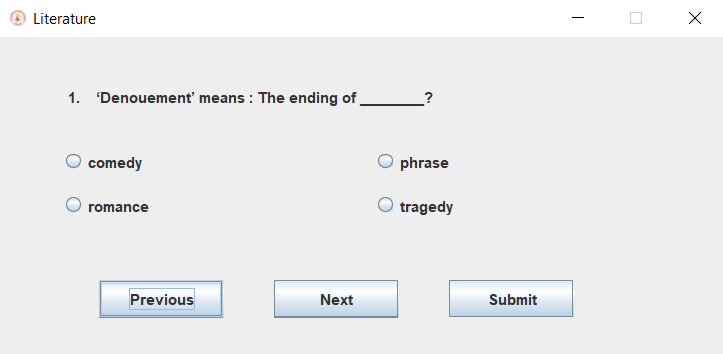 Literature
1. ‘Denouement’ means : The ending of ________?
comedy
phrase
romance
tragedy
Previous
Next
Submit